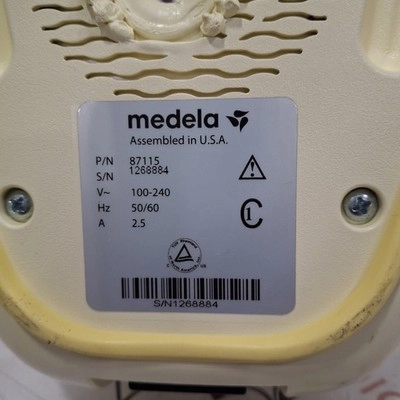 medela
Assembled in U.S.A.
P/N 87115
S/N 1268884
V~ 100-240
Hz 50/60
A 2.5
S/N1268884